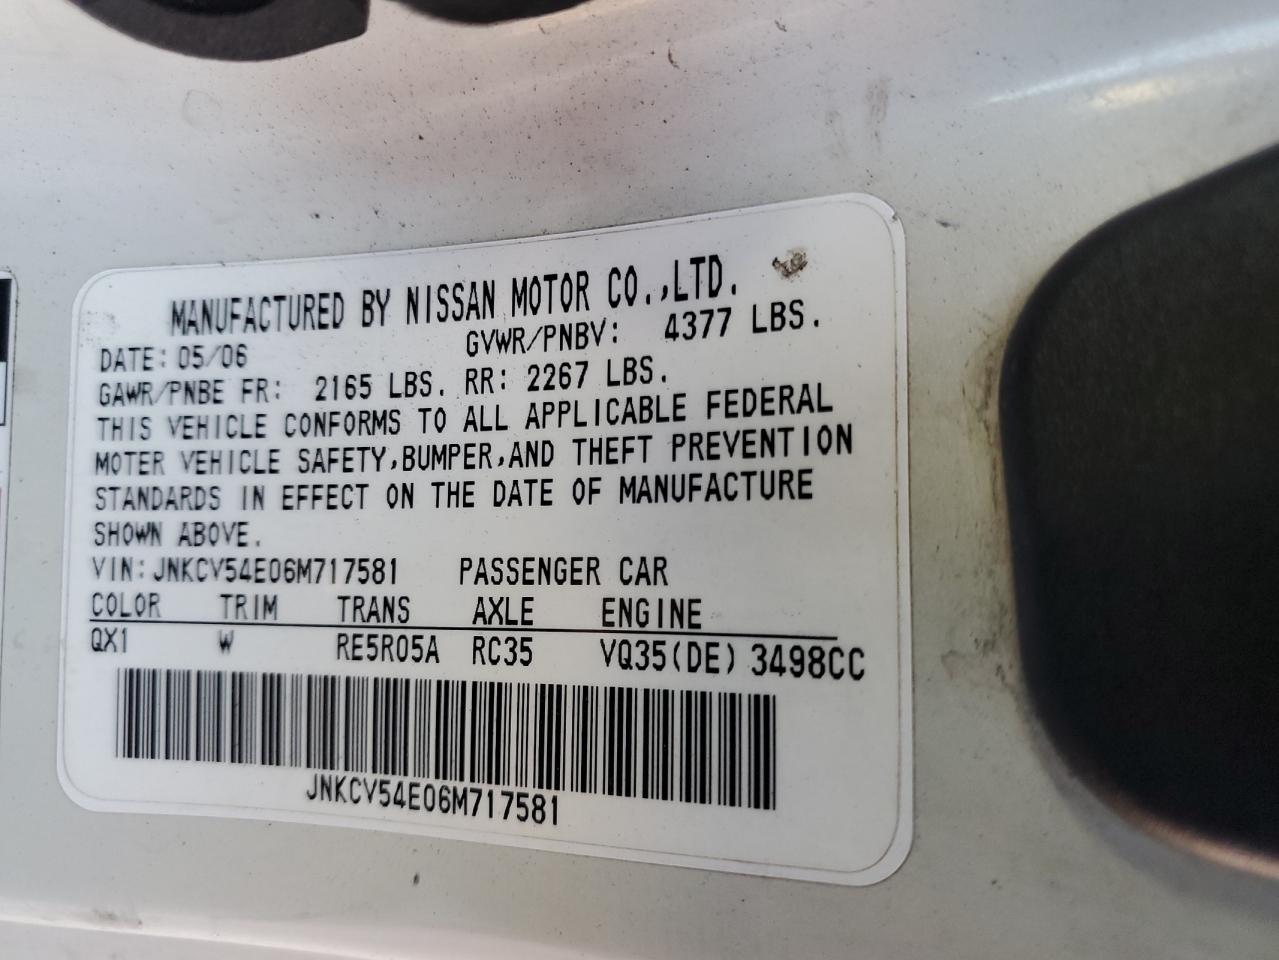 MANUFACTURED BY NISSAN MOTOR CO.,LTD.
DATE: 05/06 GVWR/PNBV: 4377 LBS.
GAWR/PNBE FR: 2165 LBS. RR: 2267 LBS.
THIS VEHICLE CONFORMS TO ALL APPLICABLE FEDERAL
MOTER VEHICLE SAFETY,BUMPER,AND THEFT PREVENTION
STANDARDS IN EFFECT ON THE DATE OF MANUFACTURE
SHOWN ABOVE.
VIN: JNKCV54E06M717581 PASSENGER CAR
COLOR TRIM TRANS AXLE ENGINE
QX1 W RE5R05A RC35 VQ35(DE) 3498CC
JNKCV54E06M717581